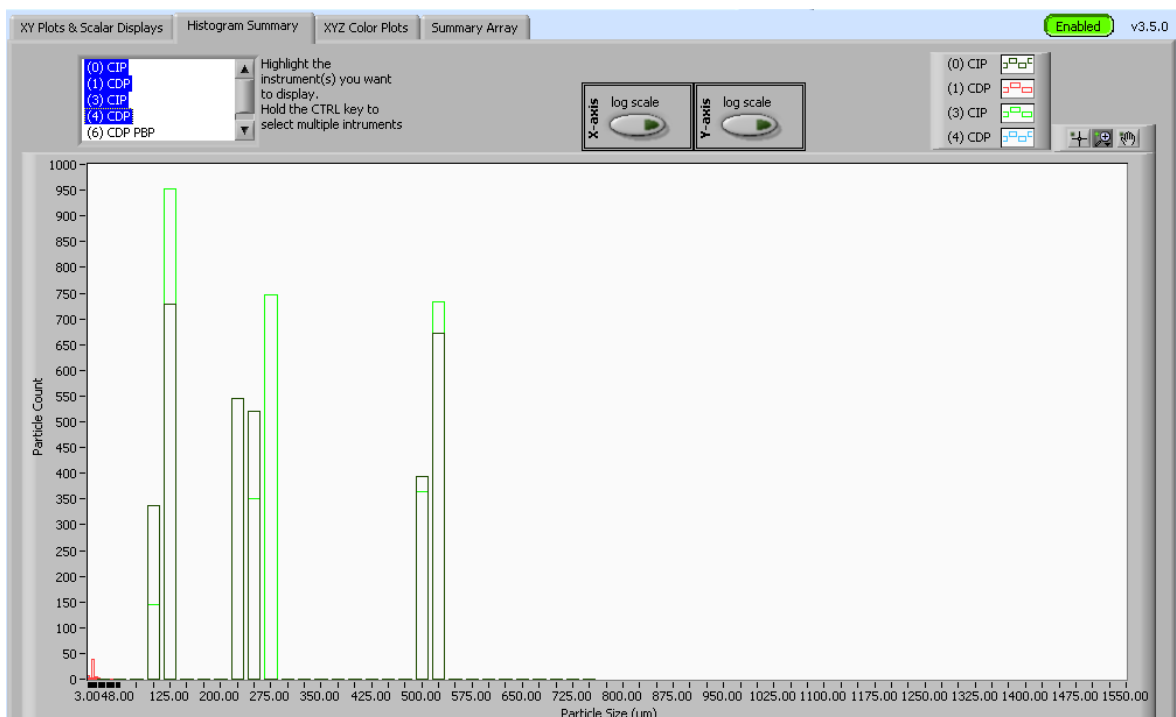 XY Plots & Scalar Displays Histogram Summary XYZ Color Plots Summary Array Enabled v3.5.0
(0) CIP
(1) CDP
(3) CIP
(4) CDP
(6) CDP PBP
Highlight the
instrument(s) you want
to display.
Hold the CTRL key to
select multiple intruments
X-axis
log scale
Y-axis
log scale
(0) CIP
(1) CDP
(3) CIP
(4) CDP
Particle Count
1000
950
900
850
800
750
700
650
600
550
500
450
400
350
300
250
200
150
100
50
0
3.00 48.00 125.00 200.00 275.00 350.00 425.00 500.00 575.00 650.00 725.00 800.00 875.00 950.00 1025.00 1100.00 1175.00 1250.00 1325.00 1400.00 1475.00 1550.00
Particle Size (um)